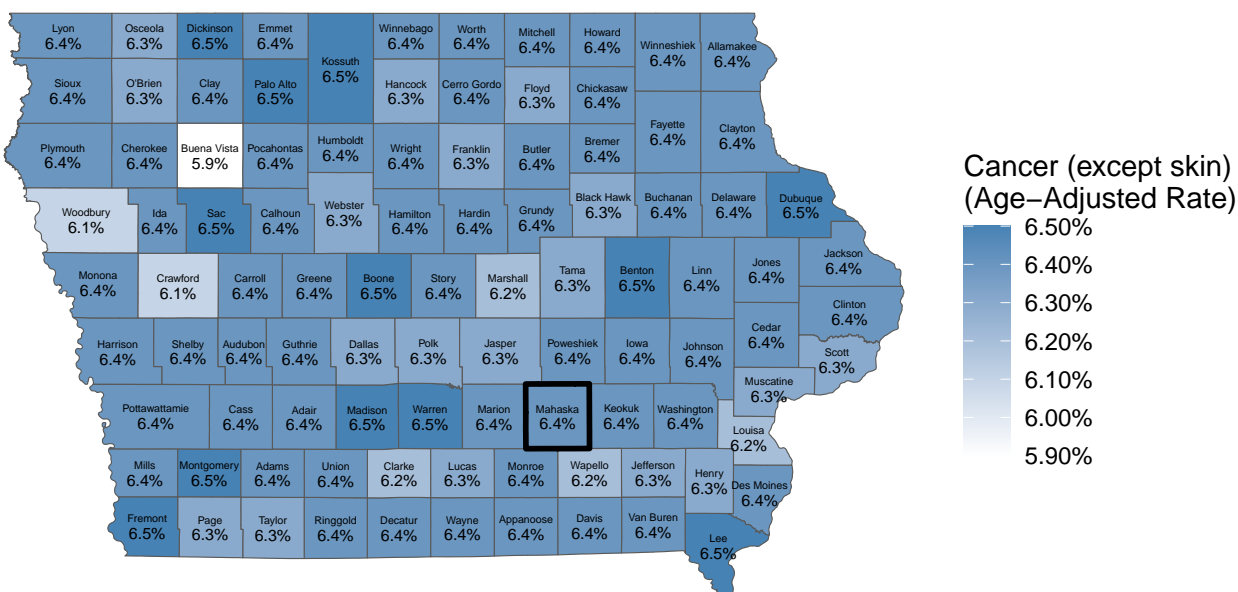 Lyon
6.4%
Osceola
6.3%
Dickinson
6.5%
Emmet
6.4%
Kossuth
6.5%
Winnebago
6.4%
Worth
6.4%
Mitchell
6.4%
Howard
6.4%
Winneshiek
6.4%
Allamakee
6.4%
Sioux
6.4%
O'Brien
6.3%
Clay
6.4%
Palo Alto
6.5%
Hancock
6.3%
Cerro Gordo
6.4%
Floyd
6.3%
Chickasaw
6.4%
Fayette
6.4%
Clayton
6.4%
Plymouth
6.4%
Cherokee
6.4%
Buena Vista
5.9%
Pocahontas
6.4%
Humboldt
6.4%
Wright
6.4%
Franklin
6.3%
Butler
6.4%
Bremer
6.4%
Woodbury
6.1%
Ida
6.4%
Sac
6.5%
Calhoun
6.4%
Webster
6.3%
Hamilton
6.4%
Hardin
6.4%
Grundy
6.4%
Black Hawk
6.3%
Buchanan
6.4%
Delaware
6.4%
Dubuque
6.5%
Monona
6.4%
Crawford
6.1%
Carroll
6.4%
Greene
6.4%
Boone
6.5%
Story
6.4%
Marshall
6.2%
Tama
6.3%
Benton
6.5%
Linn
6.4%
Jones
6.4%
Jackson
6.4%
Clinton
6.4%
Harrison
6.4%
Shelby
6.4%
Audubon
6.4%
Guthrie
6.4%
Dallas
6.3%
Polk
6.3%
Jasper
6.3%
Poweshiek
6.4%
Iowa
6.4%
Johnson
6.4%
Cedar
6.4%
Scott
6.3%
Muscatine
6.3%
Pottawattamie
6.4%
Cass
6.4%
Adair
6.4%
Madison
6.5%
Warren
6.5%
Marion
6.4%
Mahaska
6.4%
Keokuk
6.4%
Washington
6.4%
Louisa
6.2%
Mills
6.4%
Montgomery
6.5%
Adams
6.4%
Union
6.4%
Clarke
6.2%
Lucas
6.3%
Monroe
6.4%
Wapello
6.2%
Jefferson
6.3%
Henry
6.3%
Des Moines
6.4%
Fremont
6.5%
Page
6.3%
Taylor
6.3%
Ringgold
6.4%
Decatur
6.4%
Wayne
6.4%
Appanoose
6.4%
Davis
6.4%
Van Buren
6.4%
Lee
6.5%
Cancer (except skin)
(Age−Adjusted Rate)
6.50%
6.40%
6.30%
6.20%
6.10%
6.00%
5.90%